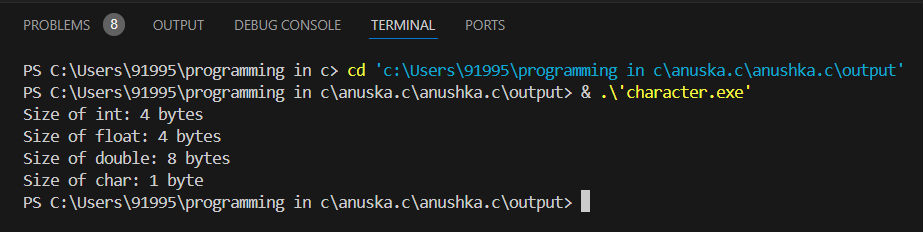 PROBLEMS 8 OUTPUT DEBUG CONSOLE TERMINAL PORTS
PS C:\Users\91995\programming in c> cd 'c:\Users\91995\programming in c\anuska.c\anushka.c\output'
PS C:\Users\91995\programming in c\anuska.c\anushka.c\output> & .\'character.exe'
Size of int: 4 bytes
Size of float: 4 bytes
Size of double: 8 bytes
Size of char: 1 byte
PS C:\Users\91995\programming in c\anuska.c\anushka.c\output>